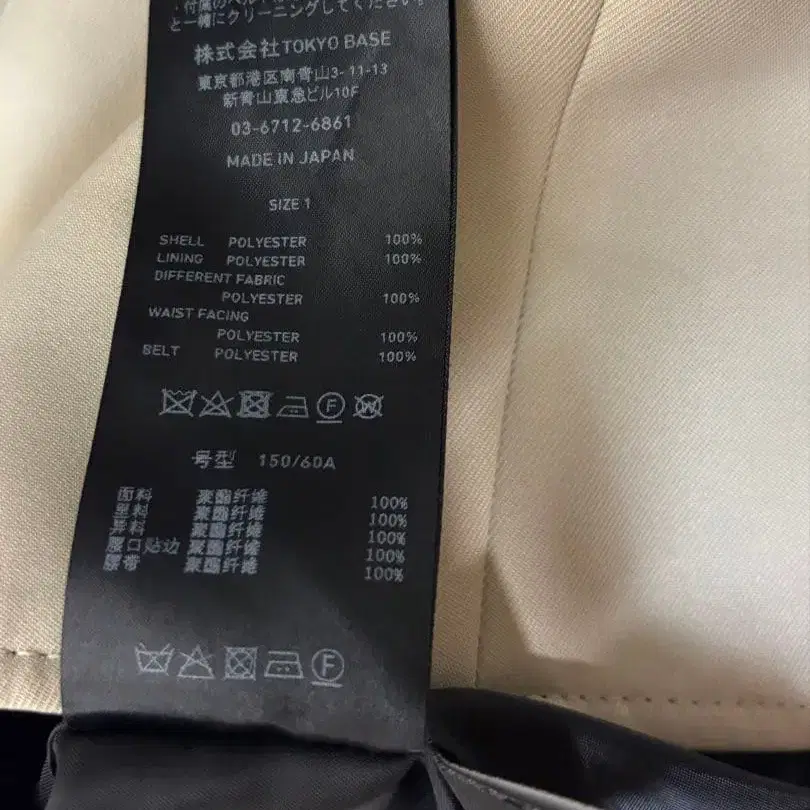 と一緒にクリーニングしてください。
株式会社TOKYO BASE
東京都港区南青山3-11-13
新青山東急ビル10F
03-6712-6861
MADE IN JAPAN
SIZE 1
SHELL POLYESTER 100%
LINING POLYESTER 100%
DIFFERENT FABRIC
POLYESTER 100%
WAIST FACING
POLYESTER 100%
BELT POLYESTER 100%
F W
号型 150/60A
面料 聚酯纤维 100%
里料 聚酯纤维 100%
异料 聚酯纤维 100%
腰口贴边 聚酯纤维 100%
腰带 聚酯纤维 100%
F